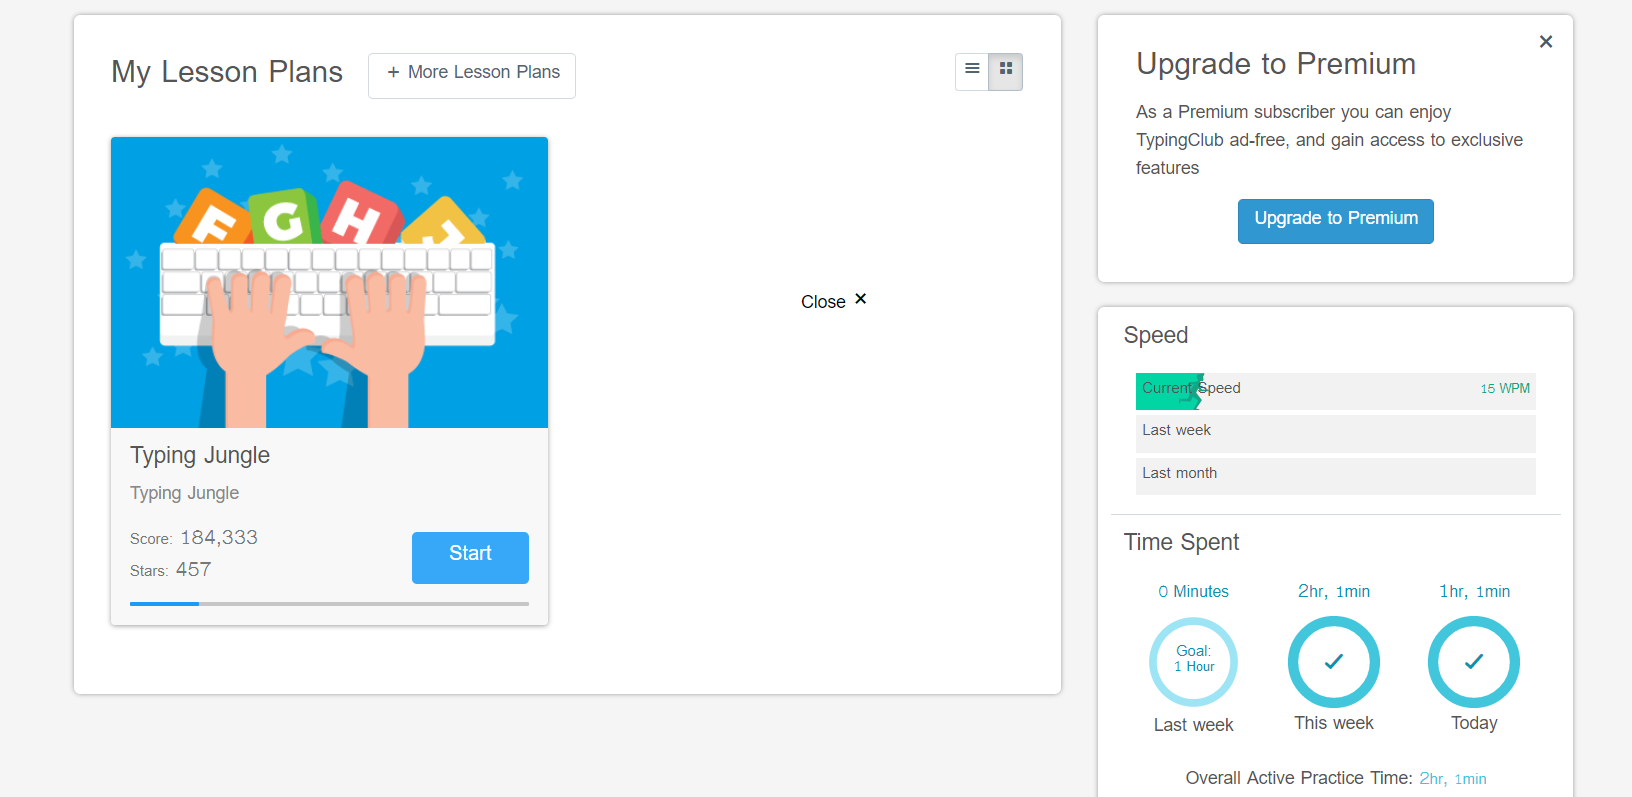 My Lesson Plans
+ More Lesson Plans
F G H J
Typing Jungle
Typing Jungle
Score: 184,333
Stars: 457
Start
Close ×
×
Upgrade to Premium
As a Premium subscriber you can enjoy
TypingClub ad-free, and gain access to exclusive
features
Upgrade to Premium
Speed
Current Speed 15 WPM
Last week
Last month
Time Spent
0 Minutes 2hr, 1min 1hr, 1min
Goal:
1 Hour
Last week This week Today
Overall Active Practice Time: 2hr, 1min